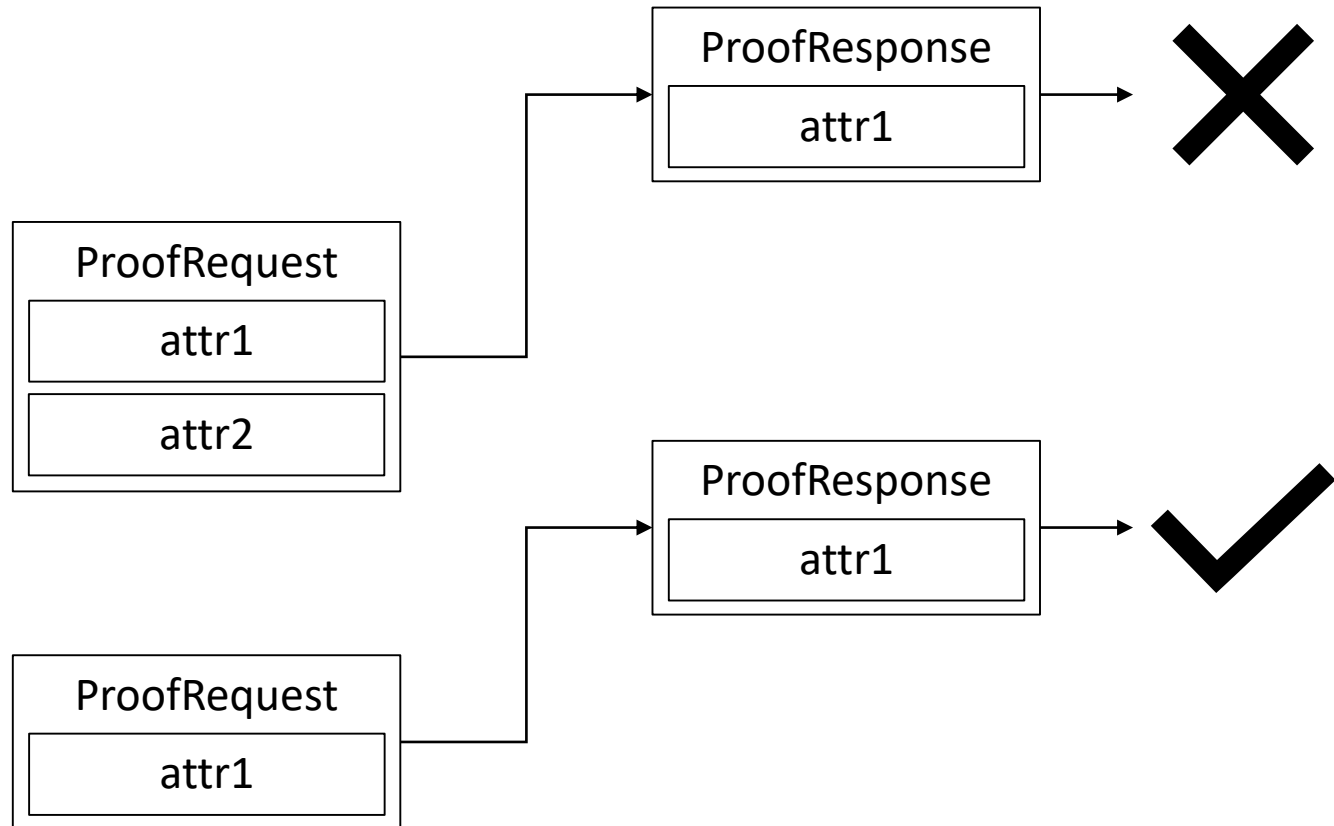 ProofResponse
attr1
ProofRequest
attr1
attr2
ProofResponse
attr1
ProofRequest
attr1